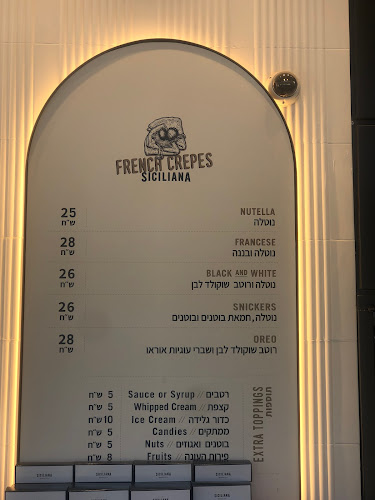 FRENCH CREPES
SICILIANA
NUTELLA 25
נוטלה ש״ח
FRANCESE 28
נוטלה ובננה ש״ח
BLACK AND WHITE 26
נוטלה ורוטב שוקולד לבן ש״ח
SNICKERS 26
נוטלה, חמאת בוטנים ובוטנים ש״ח
OREO 28
רוטב שוקולד לבן ושברי עוגיות אוראו ש״ח
EXTRA TOPPINGS תוספות
רטבים // Sauce or Syrup 5 ש״ח
קצפת // Whipped Cream 5 ש״ח
כדור גלידה // Ice Cream 10 ש״ח
ממתקים // Candies 5 ש״ח
בוטנים ואגוזים // Nuts 5 ש״ח
פירות העונה // Fruits 8 ש״ח